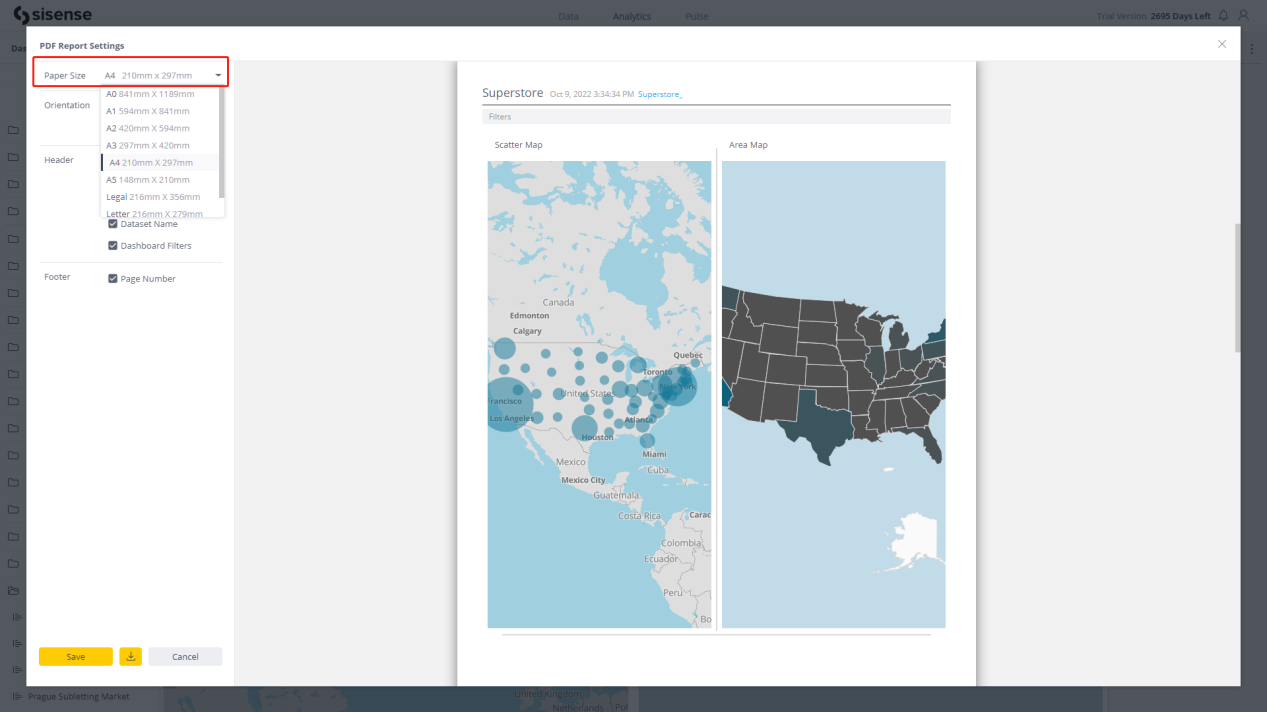 sisense
Data Analytics Pulse
Trial Version 2695 Days Left
Das
PDF Report Settings
Paper Size A4 210mm x 297mm
A0 841mm X 1189mm
A1 594mm X 841mm
Orientation
A2 420mm X 594mm
A3 297mm X 420mm
Header
A4 210mm X 297mm
A5 148mm X 210mm
Legal 216mm X 356mm
Letter 216mm X 279mm
Dataset Name
Dashboard Filters
Footer
Page Number
Save
Cancel
Superstore Oct 9, 2022 3:34:34 PM Superstore_
Filters
Scatter Map
Area Map
Canada
Edmonton
Calgary
Quebec
Toronto
New York
United States
Francisco
Los Angeles
Atlanta
Houston
Miami
Mexico
Cuba
Mexico City
Guatemala
Costa Rica
Carac
Colombia
Ecuador
Peru
Bo
Prague Subletting Market
United Kingdom
Netherlands
Pol